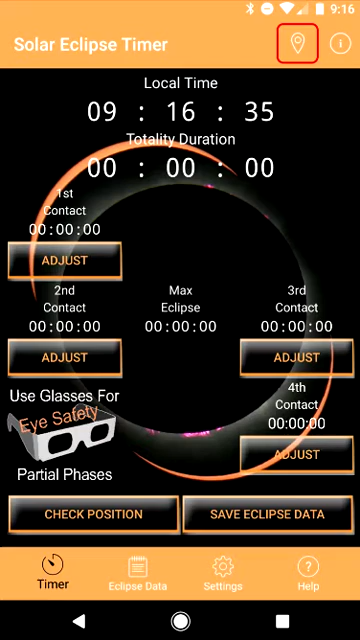 9:16
Solar Eclipse Timer
Local Time
09 : 16 : 35
Totality Duration
00 : 00 : 00
1st
Contact
00:00:00
ADJUST
2nd
Contact
00:00:00
ADJUST
Max
Eclipse
00:00:00
3rd
Contact
00:00:00
ADJUST
Use Glasses For
Eye Safety
Partial Phases
4th
Contact
00:00:00
ADJUST
CHECK POSITION
SAVE ECLIPSE DATA
Timer
Eclipse Data
Settings
Help